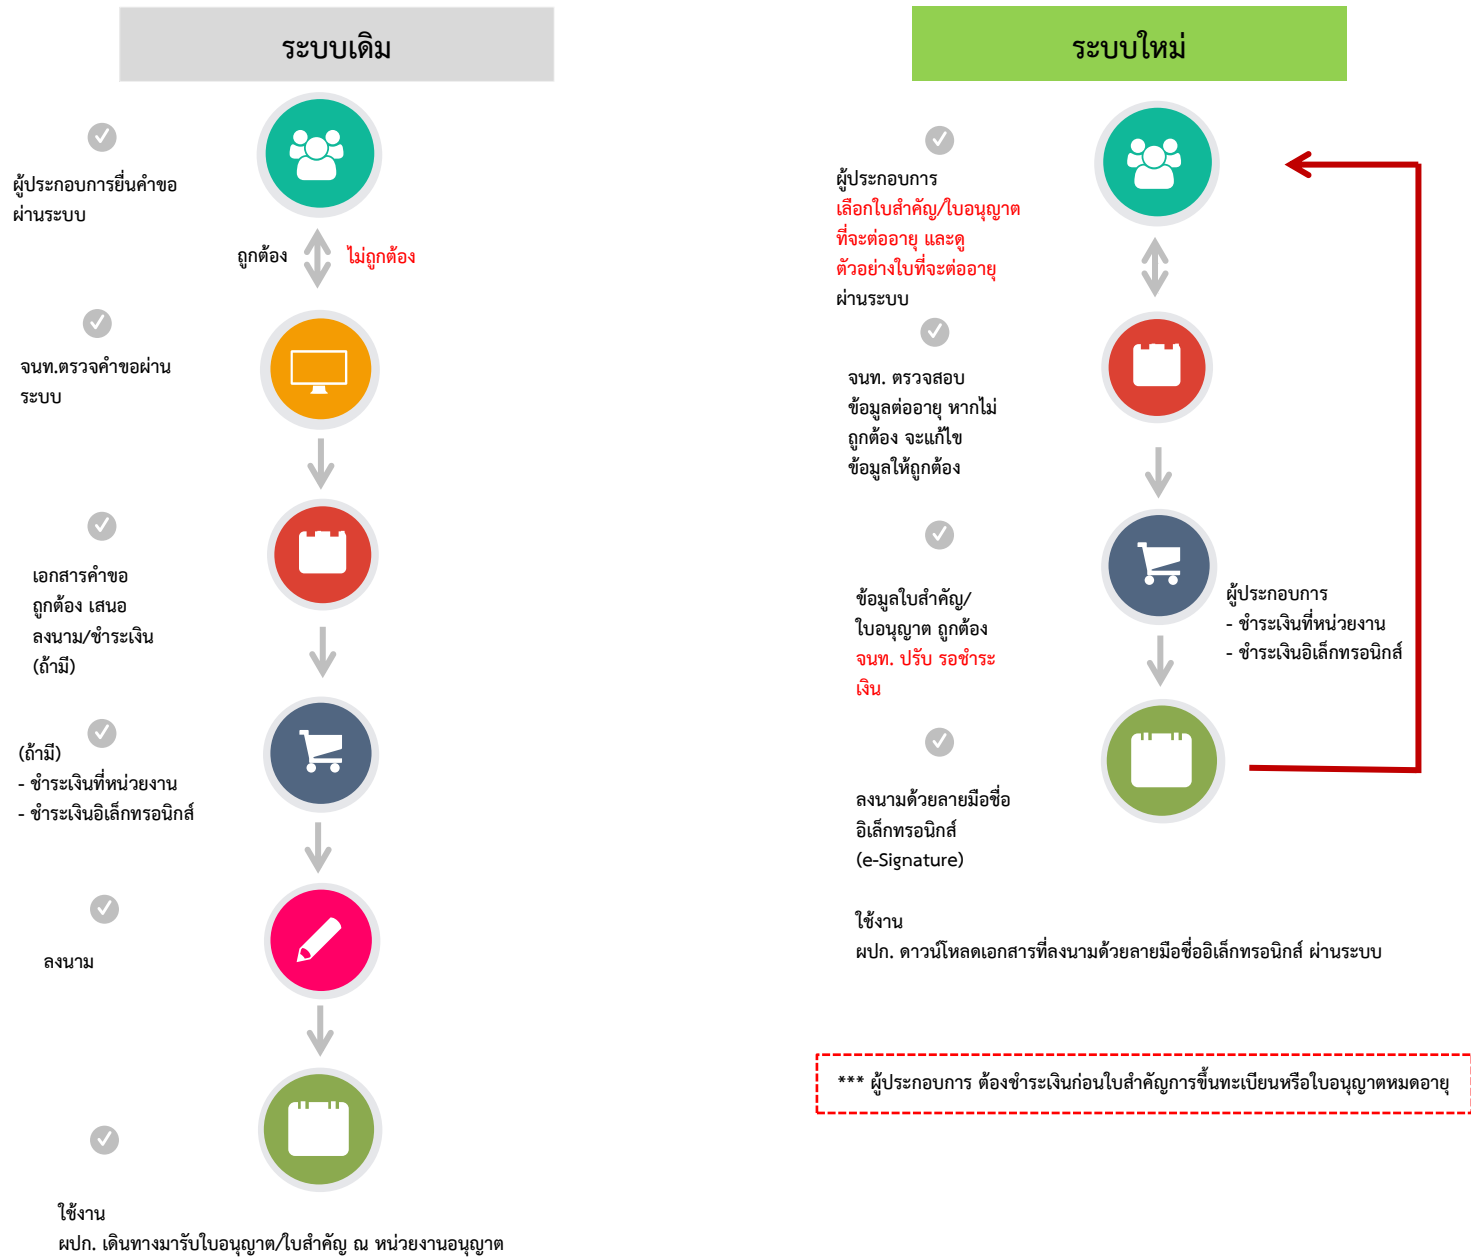 ระบบเดิม
ผู้ประกอบการยื่นคำขอ
ผ่านระบบ
ถูกต้อง
ไม่ถูกต้อง
จนท.ตรวจคำขอผ่าน
ระบบ
เอกสารคำขอ
ถูกต้อง เสนอ
ลงนาม/ชำระเงิน
(ถ้ามี)
(ถ้ามี)
- ชำระเงินที่หน่วยงาน
- ชำระเงินอิเล็กทรอนิกส์
ลงนาม
ใช้งาน
ผปก. เดินทางมารับใบอนุญาต/ใบสำคัญ ณ หน่วยงานอนุญาต
ระบบใหม่
ผู้ประกอบการ
เลือกใบสำคัญ/ใบอนุญาต
ที่จะต่ออายุ และดู
ตัวอย่างใบที่จะต่ออายุ
ผ่านระบบ
จนท. ตรวจสอบ
ข้อมูลต่ออายุ หากไม่
ถูกต้อง จะแก้ไข
ข้อมูลให้ถูกต้อง
ข้อมูลใบสำคัญ/
ใบอนุญาต ถูกต้อง
จนท. ปรับ รอชำระ
เงิน
ผู้ประกอบการ
- ชำระเงินที่หน่วยงาน
- ชำระเงินอิเล็กทรอนิกส์
ลงนามด้วยลายมือชื่อ
อิเล็กทรอนิกส์
(e-Signature)
ใช้งาน
ผปก. ดาวน์โหลดเอกสารที่ลงนามด้วยลายมือชื่ออิเล็กทรอนิกส์ ผ่านระบบ
*** ผู้ประกอบการ ต้องชำระเงินก่อนใบสำคัญการขึ้นทะเบียนหรือใบอนุญาตหมดอายุ